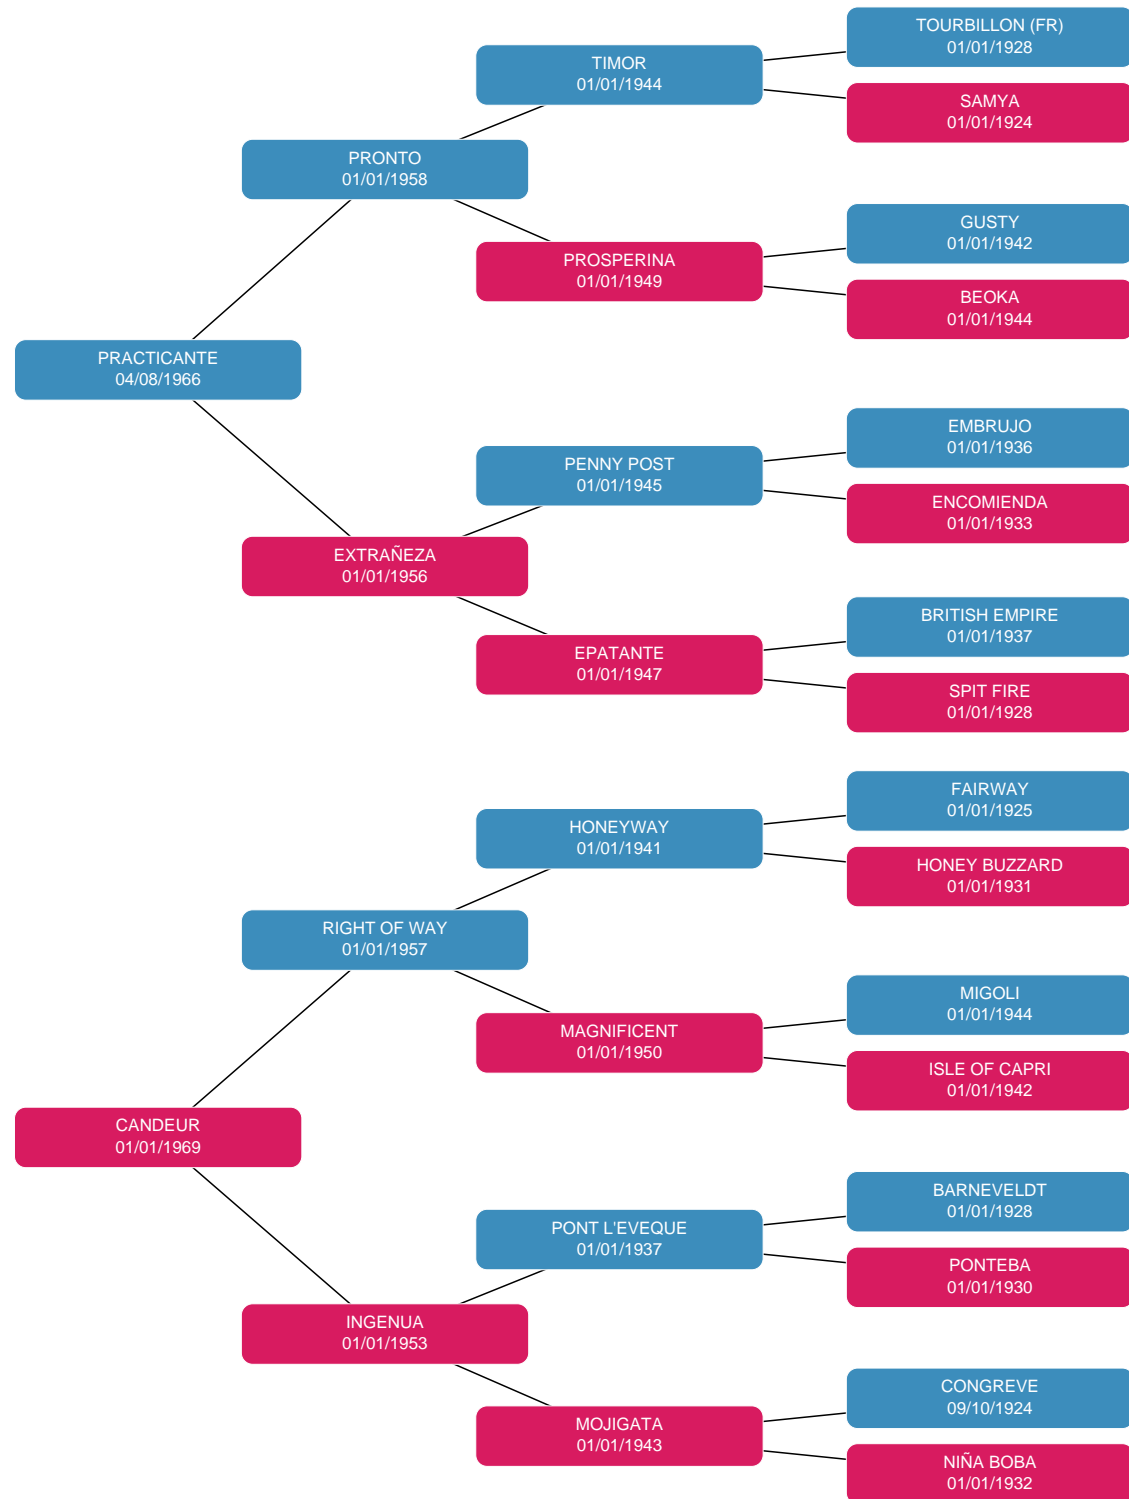 TOURBILLON (FR)
01/01/1928
TIMOR
01/01/1944
SAMYA
01/01/1924
PRONTO
01/01/1958
GUSTY
01/01/1942
PROSPERINA
01/01/1949
BEOKA
01/01/1944
PRACTICANTE
04/08/1966
EMBRUJO
01/01/1936
PENNY POST
01/01/1945
ENCOMIENDA
01/01/1933
EXTRAÑEZA
01/01/1956
BRITISH EMPIRE
01/01/1937
EPATANTE
01/01/1947
SPIT FIRE
01/01/1928
FAIRWAY
01/01/1925
HONEYWAY
01/01/1941
HONEY BUZZARD
01/01/1931
RIGHT OF WAY
01/01/1957
MIGOLI
01/01/1944
MAGNIFICENT
01/01/1950
ISLE OF CAPRI
01/01/1942
CANDEUR
01/01/1969
BARNEVELDT
01/01/1928
PONT L'EVEQUE
01/01/1937
PONTEBA
01/01/1930
INGENUA
01/01/1953
CONGREVE
09/10/1924
MOJIGATA
01/01/1943
NIÑA BOBA
01/01/1932